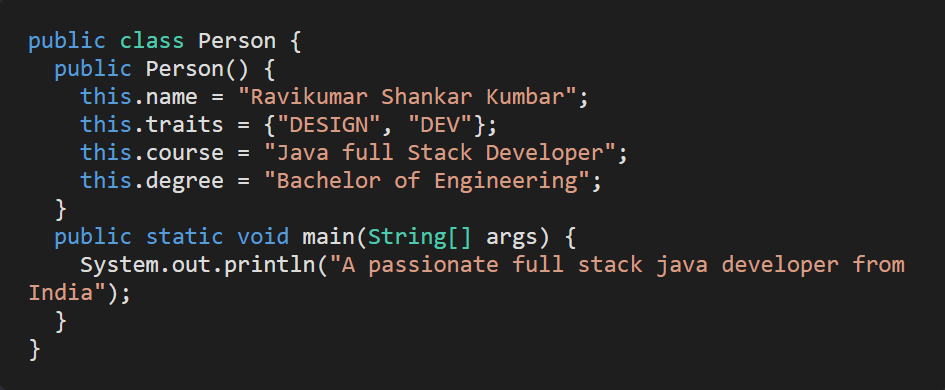 public class Person {
  public Person() {
    this.name = "Ravikumar Shankar Kumbar";
    this.traits = {"DESIGN", "DEV"};
    this.course = "Java full Stack Developer";
    this.degree = "Bachelor of Engineering";
  }
  public static void main(String[] args) {
    System.out.println("A passionate full stack java developer from
India");
  }
}